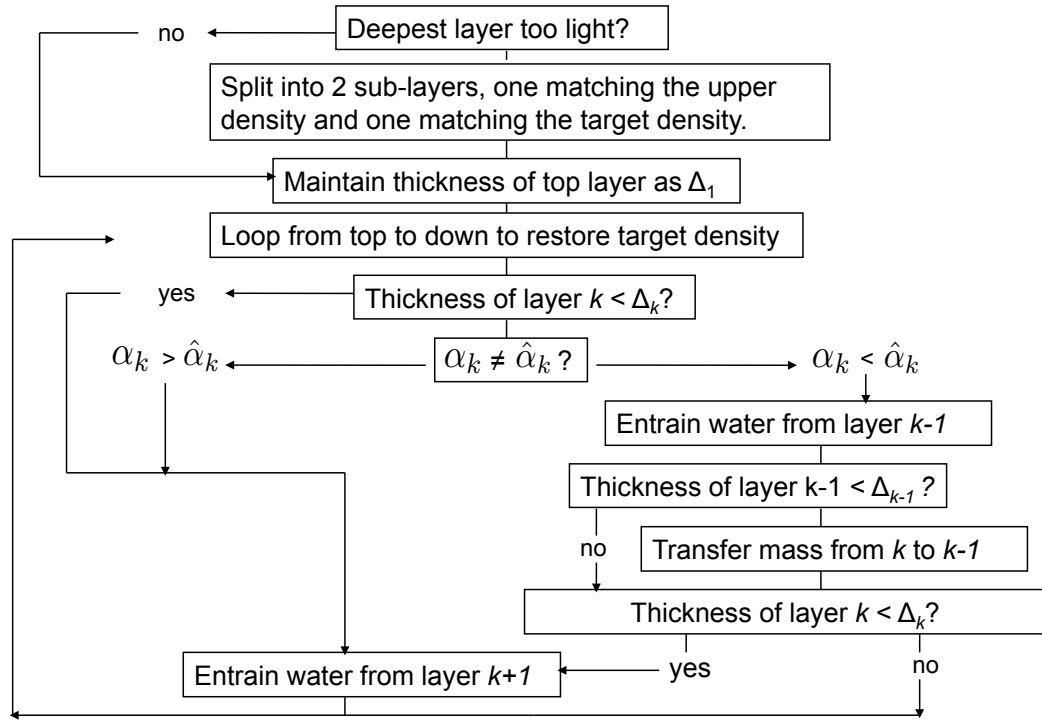 no
Deepest layer too light?
Split into 2 sub-layers, one matching the upper
density and one matching the target density.
Maintain thickness of top layer as Δ₁
Loop from top to down to restore target density
yes
Thickness of layer k < Δₖ?
αₖ > α̂ₖ
αₖ ≠ α̂ₖ ?
αₖ < α̂ₖ
Entrain water from layer k-1
Thickness of layer k-1 < Δₖ₋₁ ?
no
Transfer mass from k to k-1
Thickness of layer k < Δₖ?
Entrain water from layer k+1
yes
no